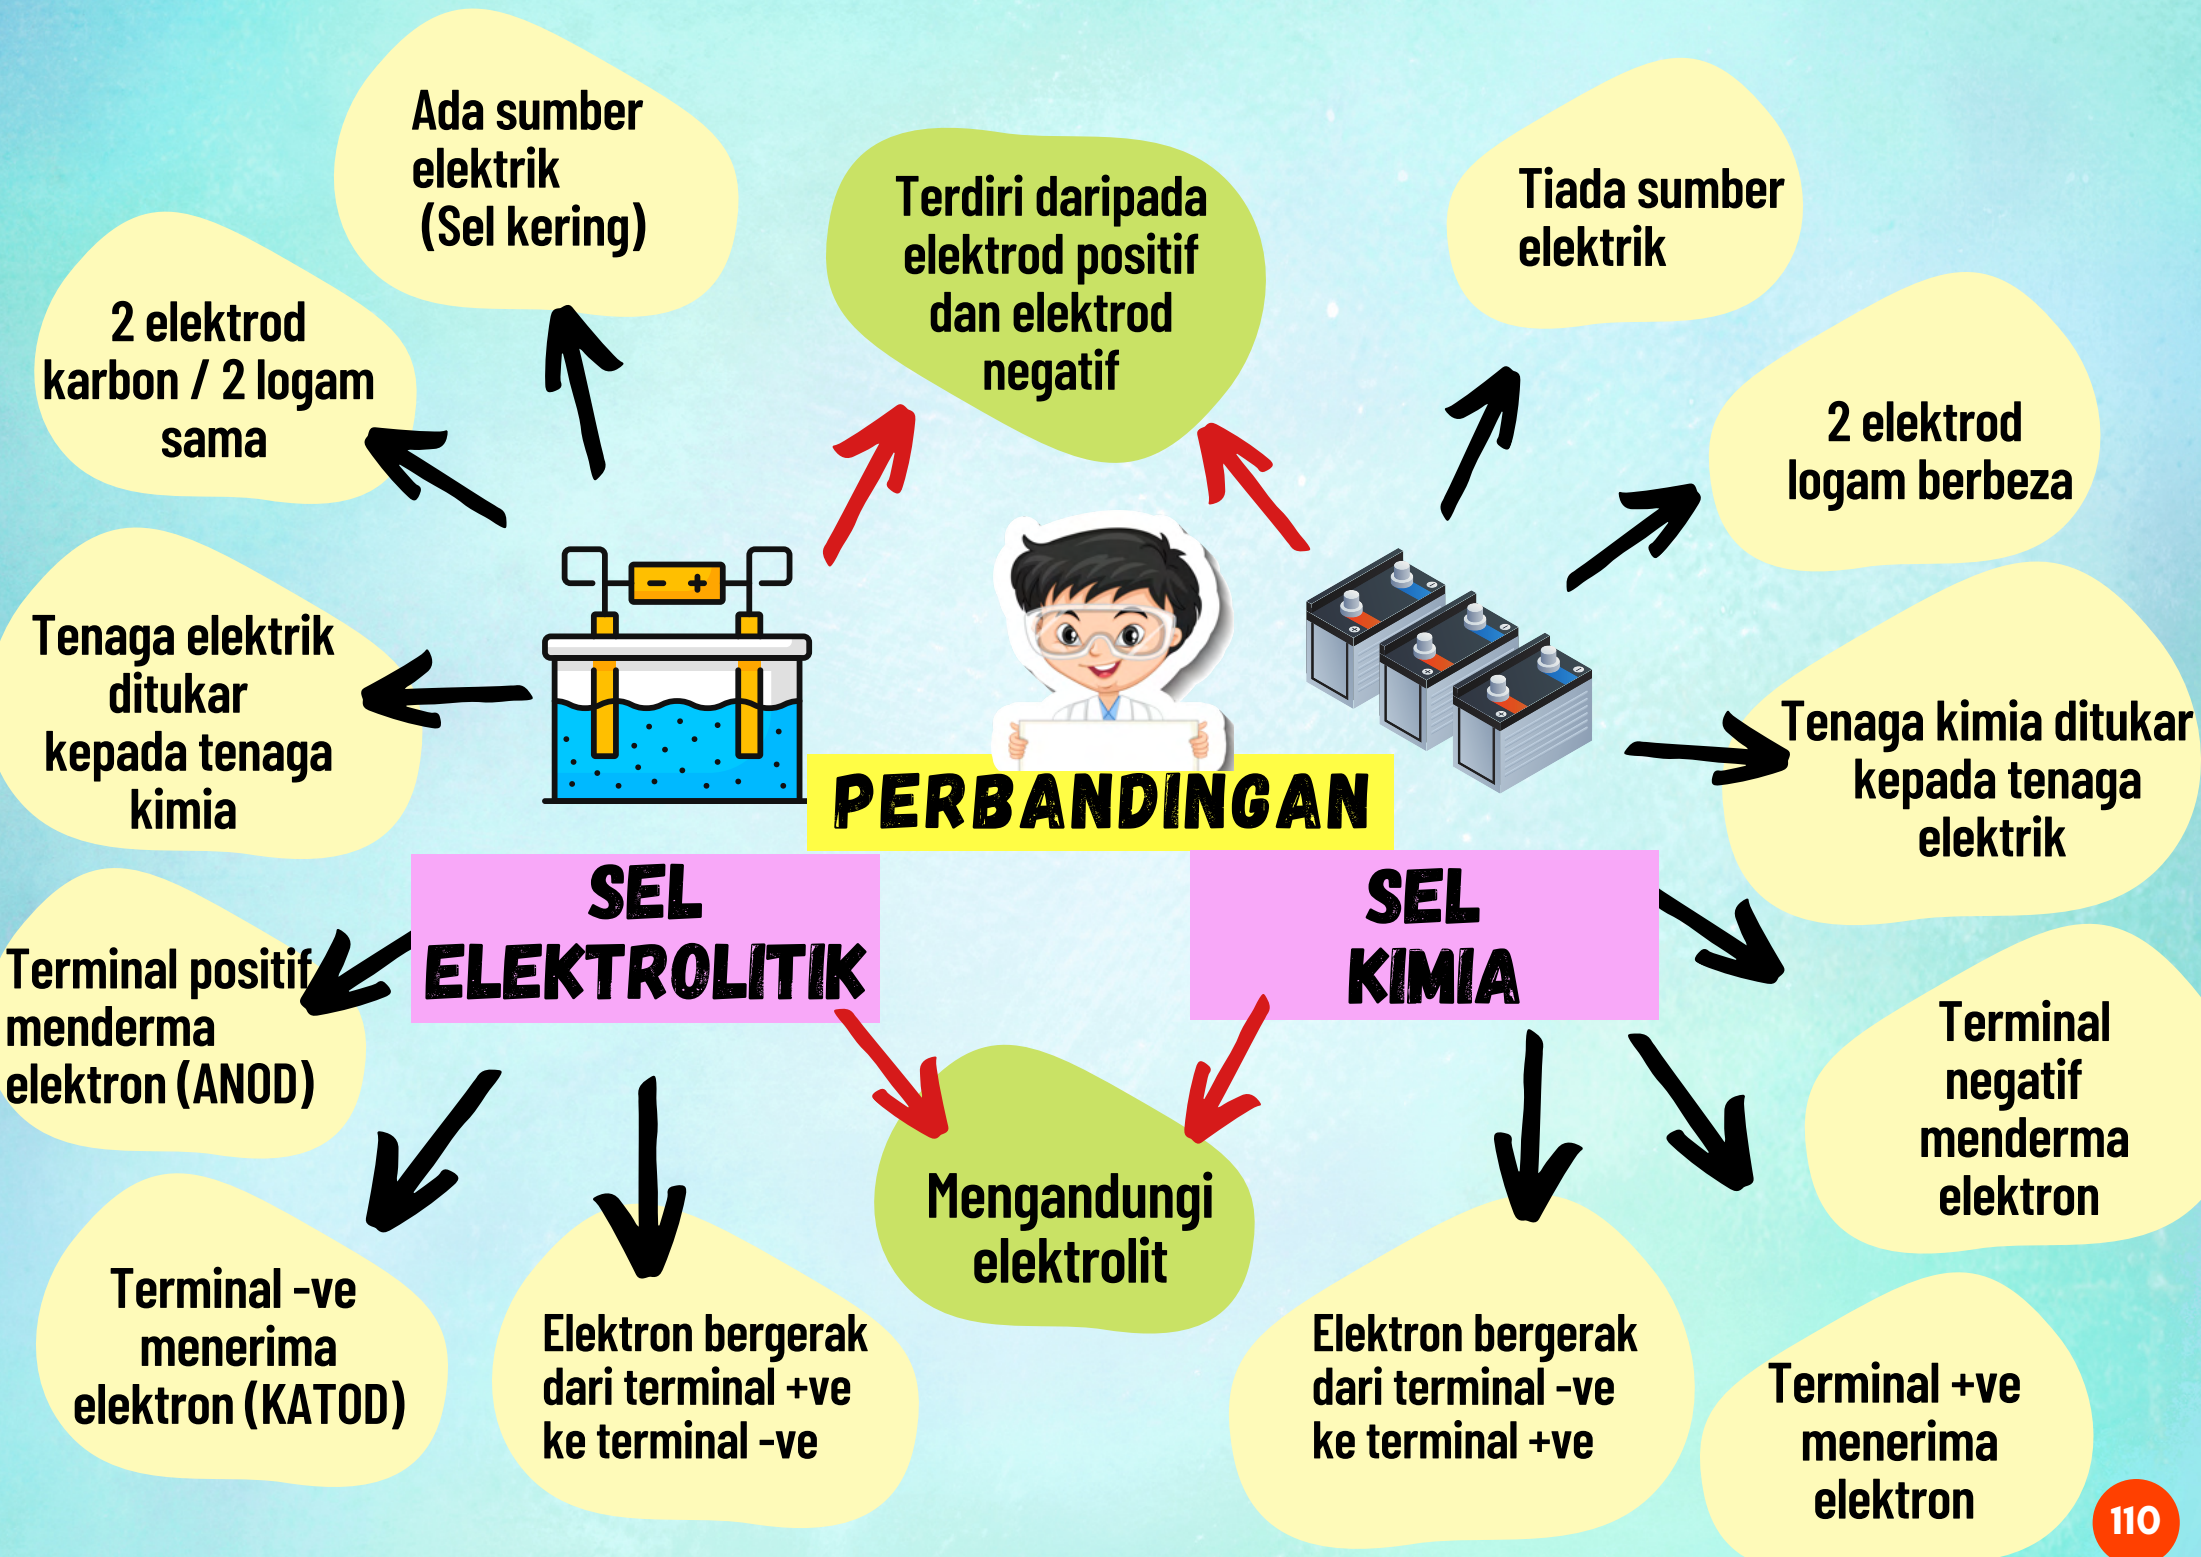 Ada sumber
elektrik
(Sel kering)
2 elektrod
karbon / 2 logam
sama
Tenaga elektrik
ditukar
kepada tenaga
kimia
Terminal positif
menderma
elektron (ANOD)
Terminal -ve
menerima
elektron (KATOD)
Elektron bergerak
dari terminal +ve
ke terminal -ve
Terdiri daripada
elektrod positif
dan elektrod
negatif
- +
PERBANDINGAN
SEL
ELEKTROLITIK
SEL
KIMIA
Mengandungi
elektrolit
Tiada sumber
elektrik
2 elektrod
logam berbeza
Tenaga kimia ditukar
kepada tenaga
elektrik
Terminal
negatif
menderma
elektron
Elektron bergerak
dari terminal -ve
ke terminal +ve
Terminal +ve
menerima
elektron
110